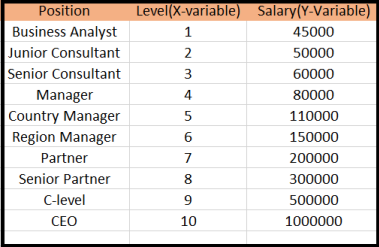 Position Level(X-variable) Salary(Y-Variable)
Business Analyst 1 45000
Junior Consultant 2 50000
Senior Consultant 3 60000
Manager 4 80000
Country Manager 5 110000
Region Manager 6 150000
Partner 7 200000
Senior Partner 8 300000
C-level 9 500000
CEO 10 1000000